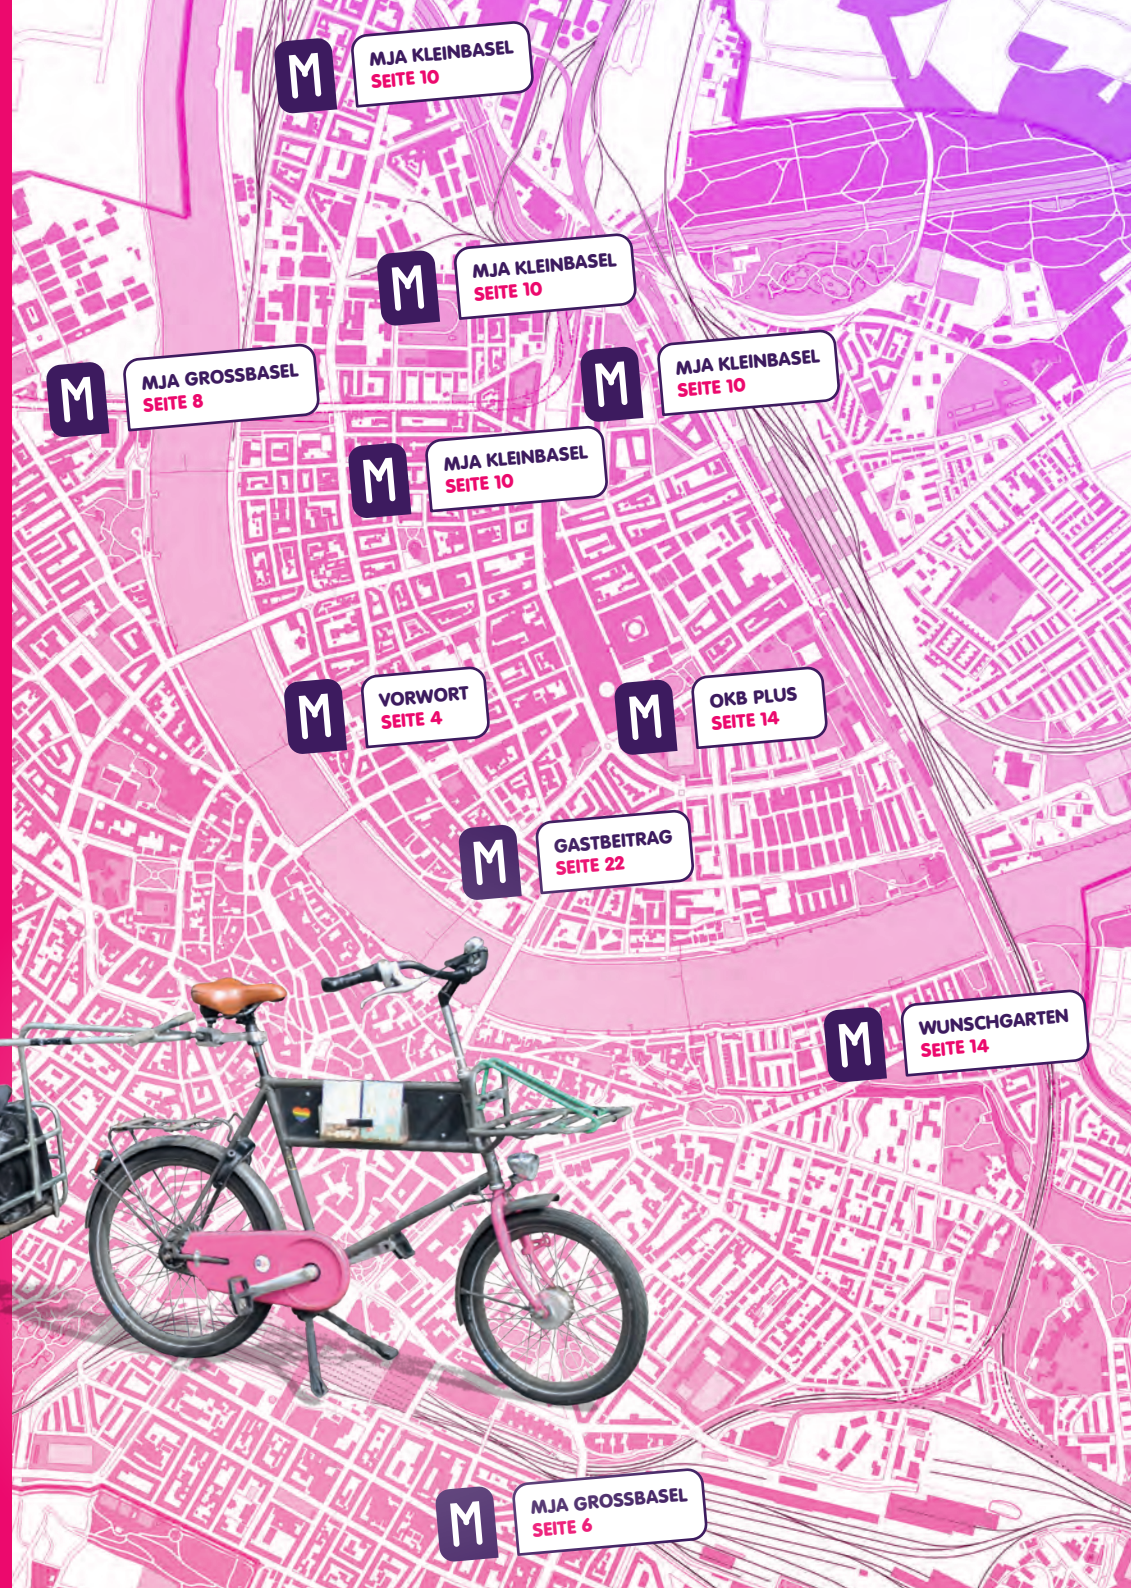 M
MJA KLEINBASEL
SEITE 10
M
MJA KLEINBASEL
SEITE 10
M
MJA GROSSBASEL
SEITE 8
M
MJA KLEINBASEL
SEITE 10
M
MJA KLEINBASEL
SEITE 10
M
VORWORT
SEITE 4
M
OKB PLUS
SEITE 14
M
GASTBEITRAG
SEITE 22
M
WUNSCHGARTEN
SEITE 14
M
MJA GROSSBASEL
SEITE 6